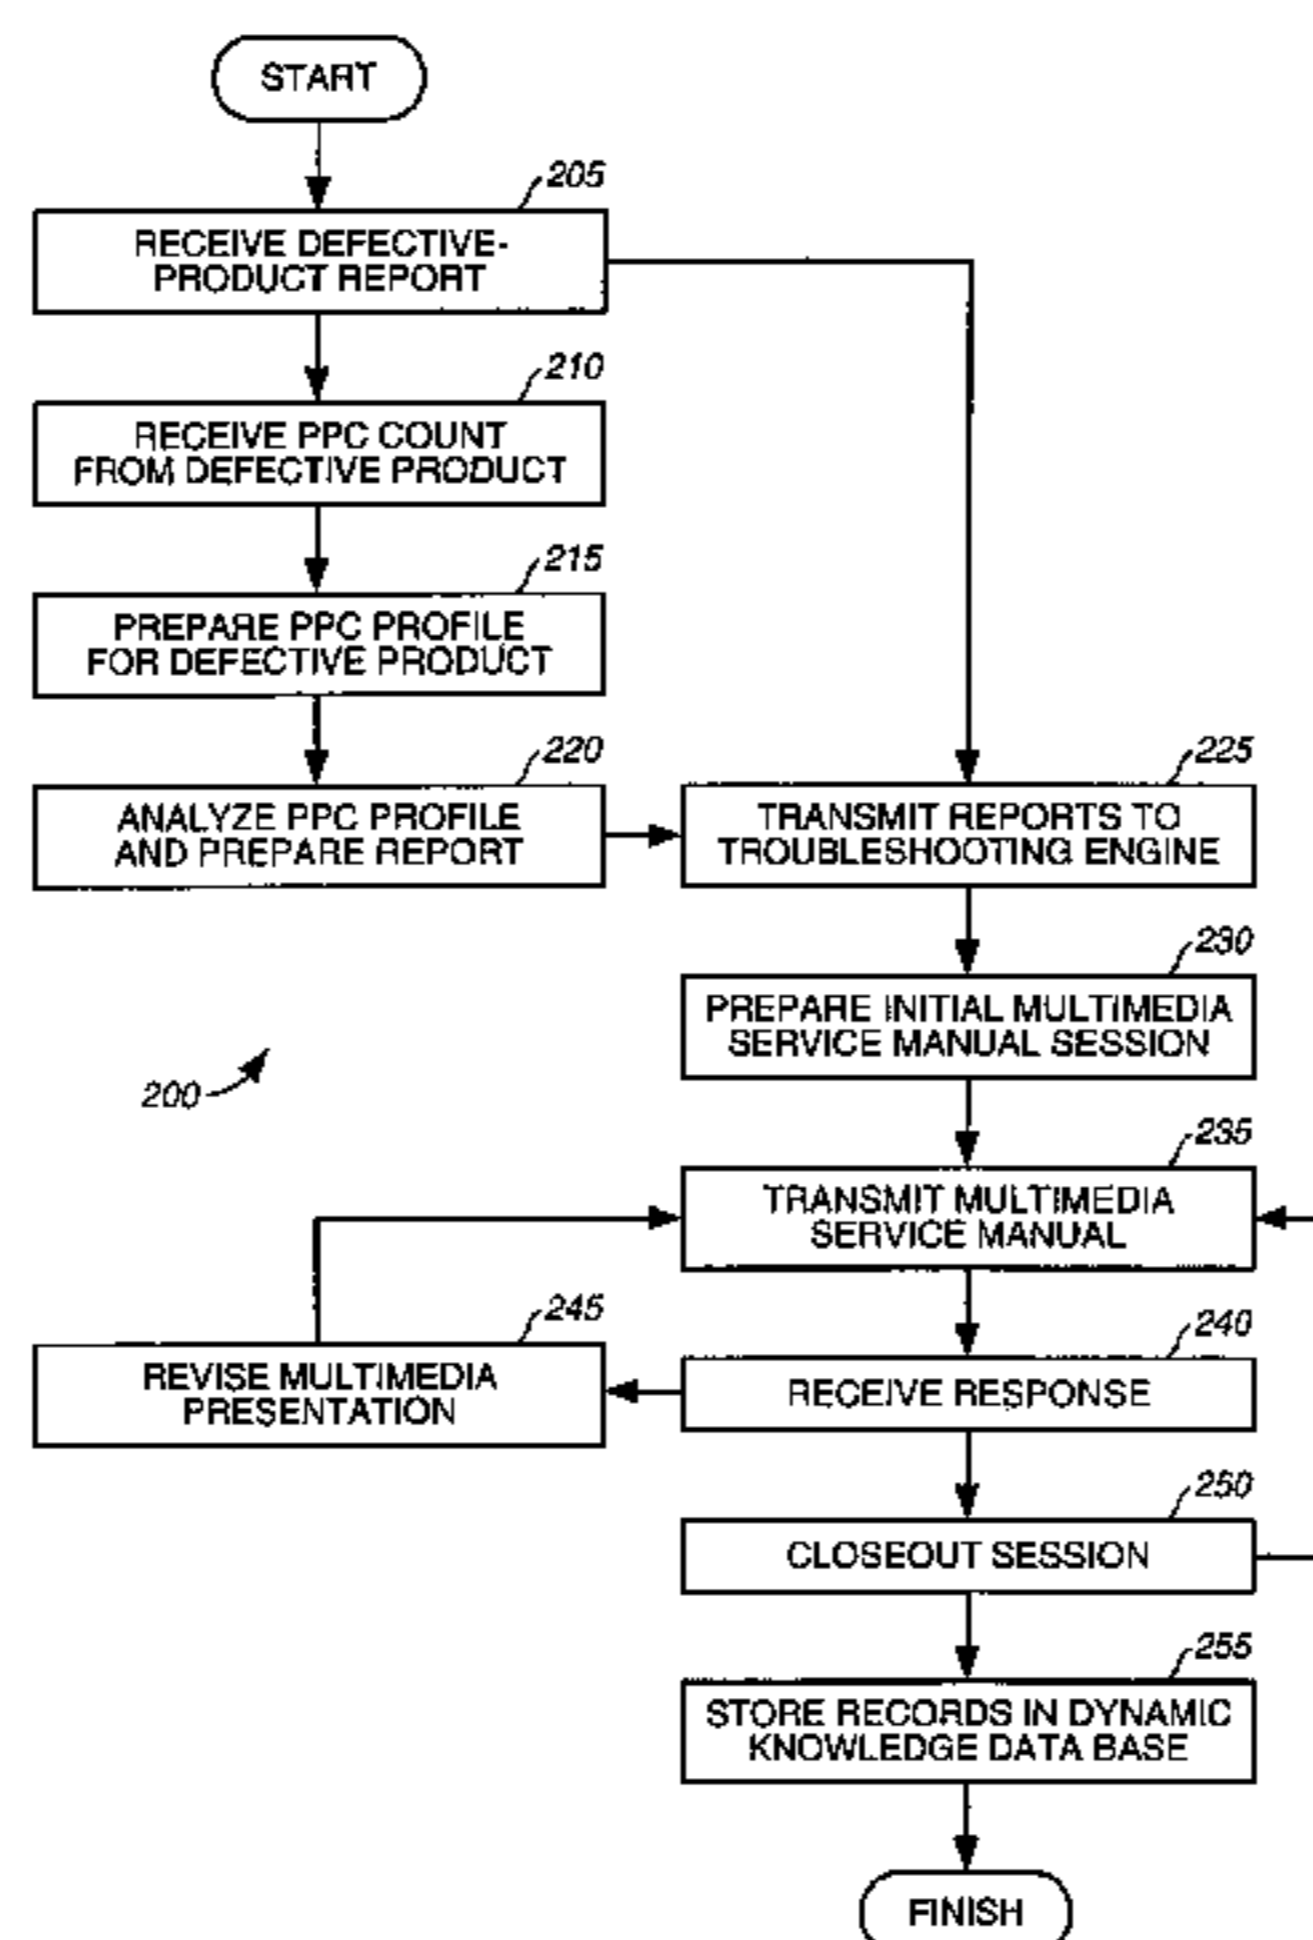 START
205
RECEIVE DEFECTIVE-
PRODUCT REPORT
210
RECEIVE PPC COUNT
FROM DEFECTIVE PRODUCT
215
PREPARE PPC PROFILE
FOR DEFECTIVE PRODUCT
220
ANALYZE PPC PROFILE
AND PREPARE REPORT
225
TRANSMIT REPORTS TO
TROUBLESHOOTING ENGINE
230
PREPARE INITIAL MULTIMEDIA
SERVICE MANUAL SESSION
200
235
TRANSMIT MULTIMEDIA
SERVICE MANUAL
245
REVISE MULTIMEDIA
PRESENTATION
240
RECEIVE RESPONSE
250
CLOSEOUT SESSION
255
STORE RECORDS IN DYNAMIC
KNOWLEDGE DATA BASE
FINISH